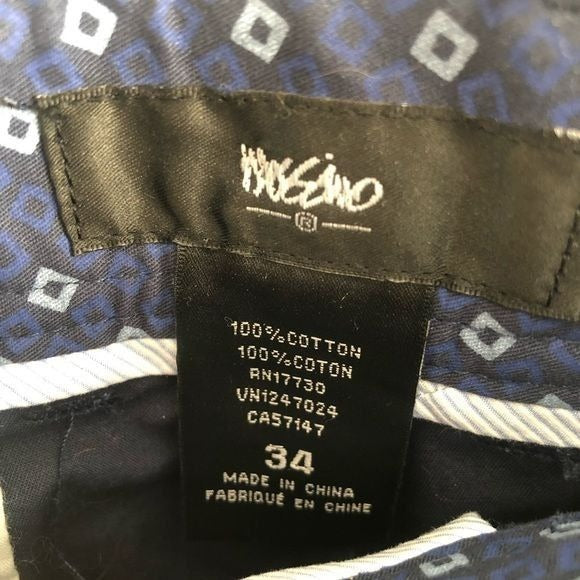 Mossimo
100%COTTON
100%COTON
RN17730
VN1247024
CA57147
34
MADE IN CHINA
FABRIQUÉ EN CHINE